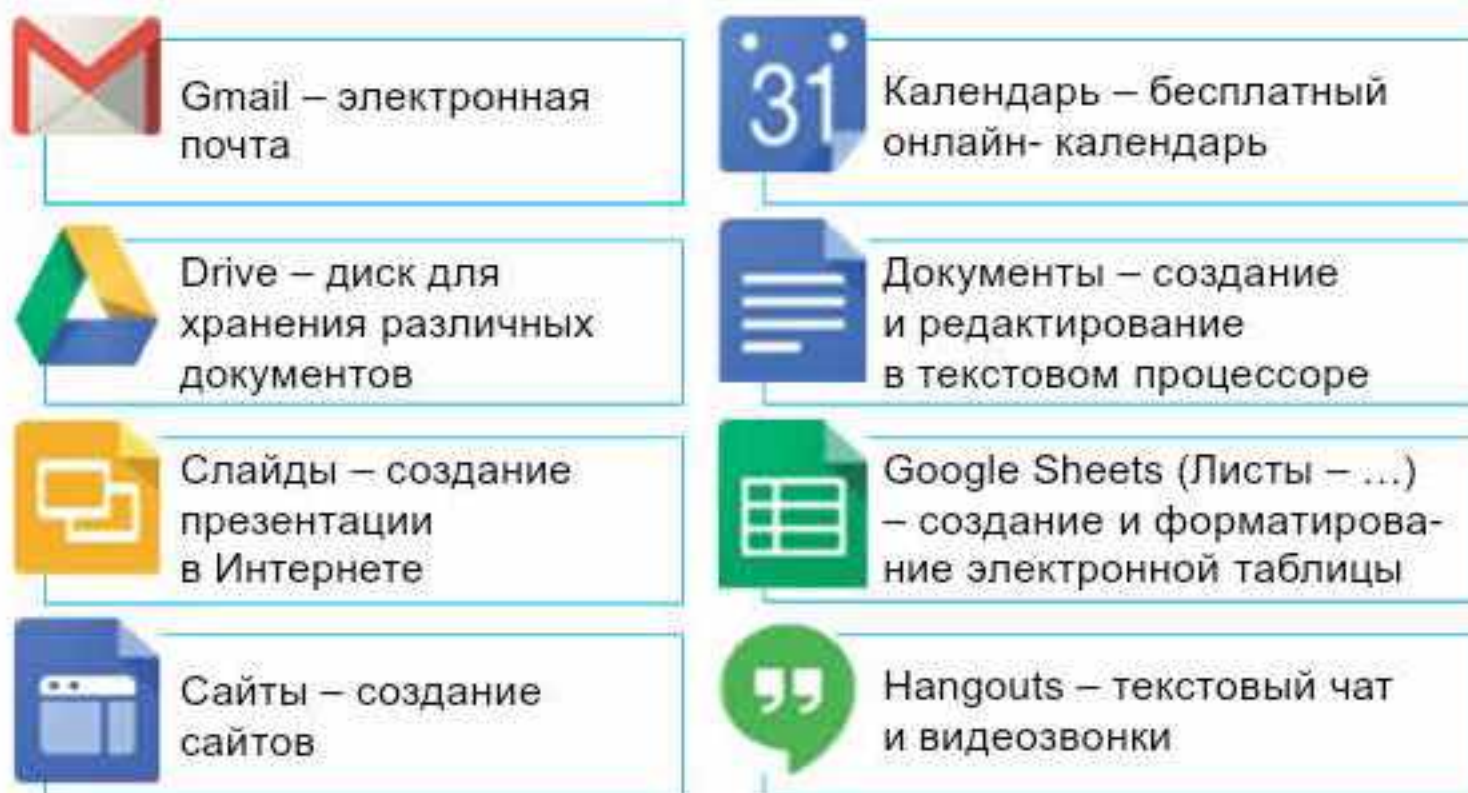 Gmail – электронная
почта
31
Календарь – бесплатный
онлайн- календарь
Drive – диск для
хранения различных
документов
Документы – создание
и редактирование
в текстовом процессоре
Слайды – создание
презентации
в Интернете
Google Sheets (Листы – ...)
– создание и форматирова-
ние электронной таблицы
Сайты – создание
сайтов
Hangouts – текстовый чат
и видеозвонки